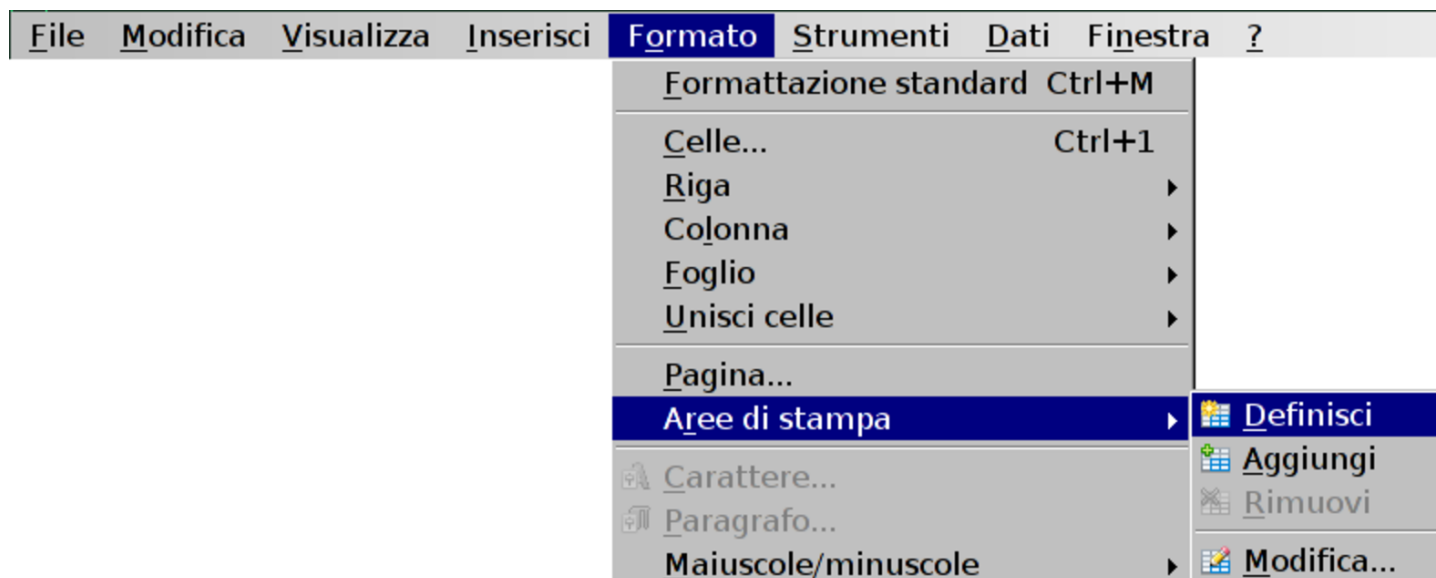 File Modifica Visualizza Inserisci Formato Strumenti Dati Finestra ?
Formattazione standard Ctrl+M
Celle... Ctrl+1
Riga
Colonna
Foglio
Unisci celle
Pagina...
Aree di stampa
Definisci
Aggiungi
Rimuovi
Modifica...
Carattere...
Paragrafo...
Maiuscole/minuscole